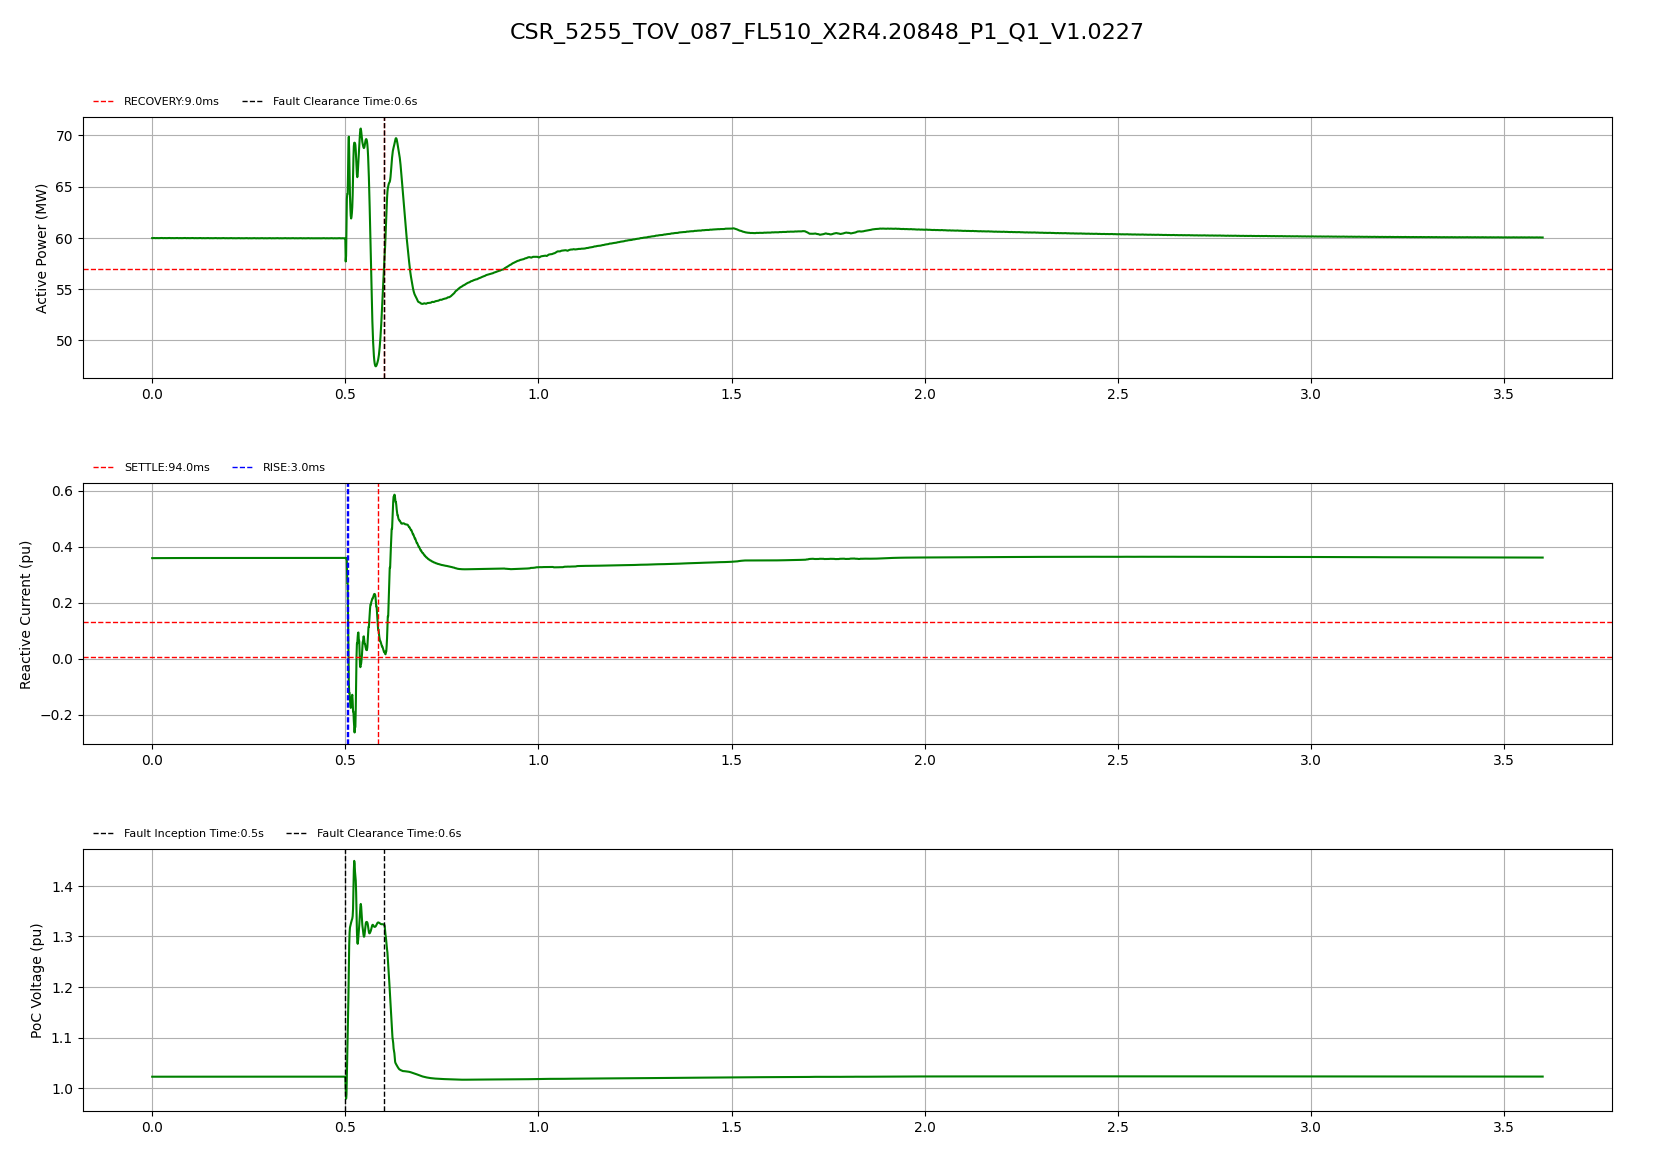 CSR_5255_TOV_087_FL510_X2R4.20848_P1_Q1_V1.0227
RECOVERY:9.0ms Fault Clearance Time:0.6s
Active Power (MW)
70
65
60
55
50
0.0 0.5 1.0 1.5 2.0 2.5 3.0 3.5
SETTLE:94.0ms RISE:3.0ms
Reactive Current (pu)
0.6
0.4
0.2
0.0
−0.2
0.0 0.5 1.0 1.5 2.0 2.5 3.0 3.5
Fault Inception Time:0.5s Fault Clearance Time:0.6s
PoC Voltage (pu)
1.4
1.3
1.2
1.1
1.0
0.0 0.5 1.0 1.5 2.0 2.5 3.0 3.5